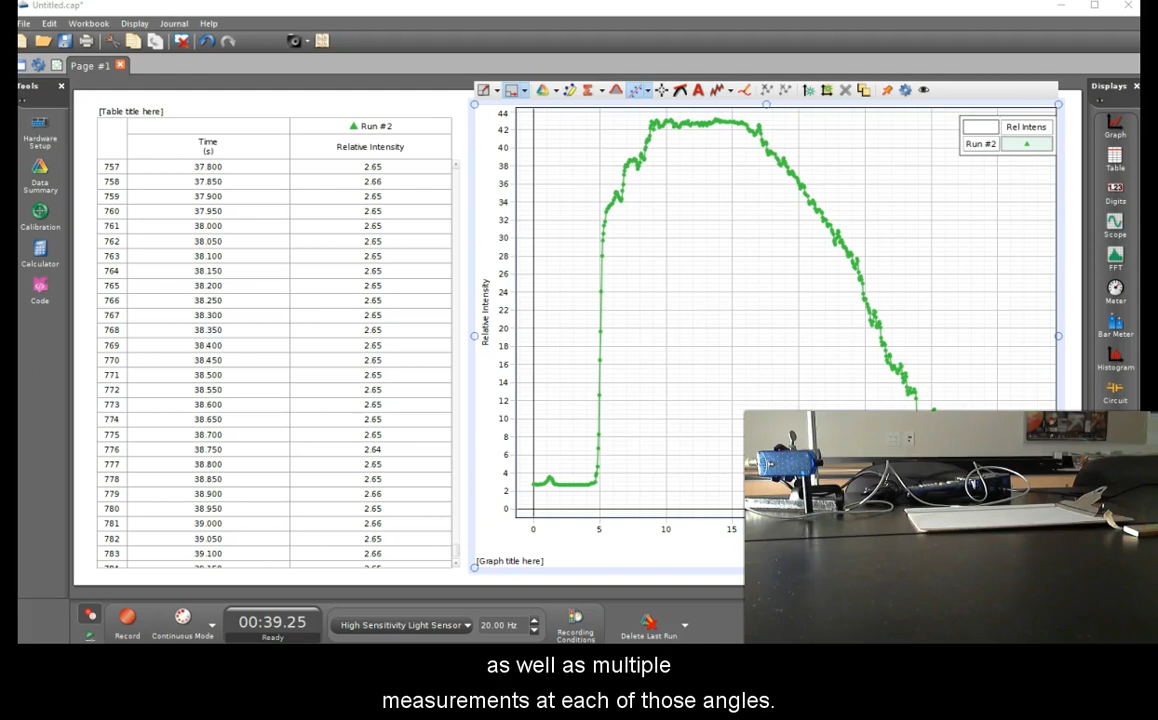 Untitled.cap*
File Edit Workbook Display Journal Help
Page #1
Tools
Displays
Hardware
Setup
Data
Summary
Calibration
Calculator
Code
[Table title here]
Run #2
Time
(s)
Relative Intensity
757 37.800 2.65
758 37.850 2.66
759 37.900 2.65
760 37.950 2.65
761 38.000 2.65
762 38.050 2.65
763 38.100 2.65
764 38.150 2.65
765 38.200 2.65
766 38.250 2.65
767 38.300 2.65
768 38.350 2.65
769 38.400 2.65
770 38.450 2.65
771 38.500 2.65
772 38.550 2.65
773 38.600 2.65
774 38.650 2.65
775 38.700 2.65
776 38.750 2.64
777 38.800 2.65
778 38.850 2.65
779 38.900 2.66
780 38.950 2.65
781 39.000 2.66
782 39.050 2.65
783 39.100 2.66
784 39.150 2.65
44
42
40
38
36
34
32
30
28
26
24
22
20
18
16
14
12
10
8
6
4
2
0
Relative Intensity
0 5 10 15
Rel Intens
Run #2
[Graph title here]
Graph
Table
1.23
Digits
Scope
FFT
Meter
Bar Meter
Histogram
Circuit
Record
Continuous Mode
00:39.25
Ready
High Sensitivity Light Sensor
20.00 Hz
Recording
Conditions
Delete Last Run
as well as multiple
measurements at each of those angles.